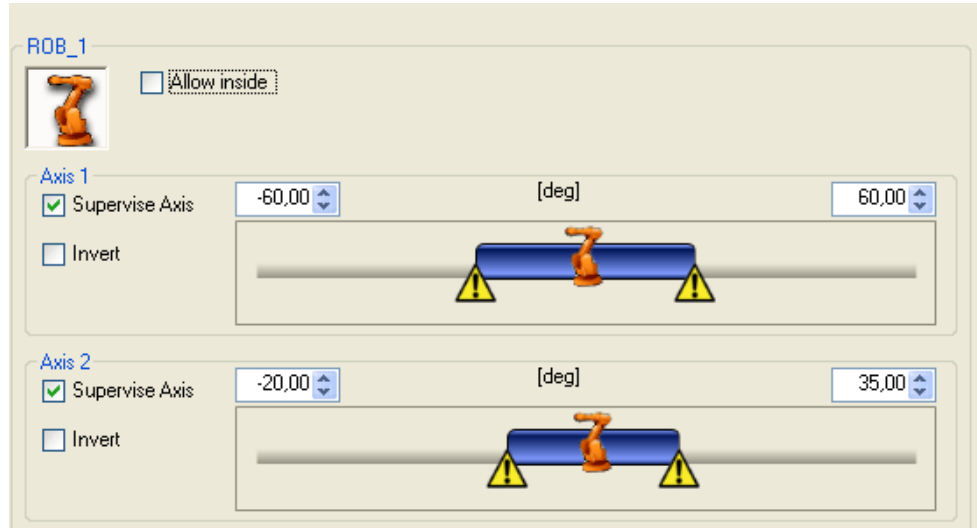 ROB_1
Allow inside
Axis 1
Supervise Axis
-60,00
[deg]
60,00
Invert
Axis 2
Supervise Axis
-20,00
[deg]
35,00
Invert